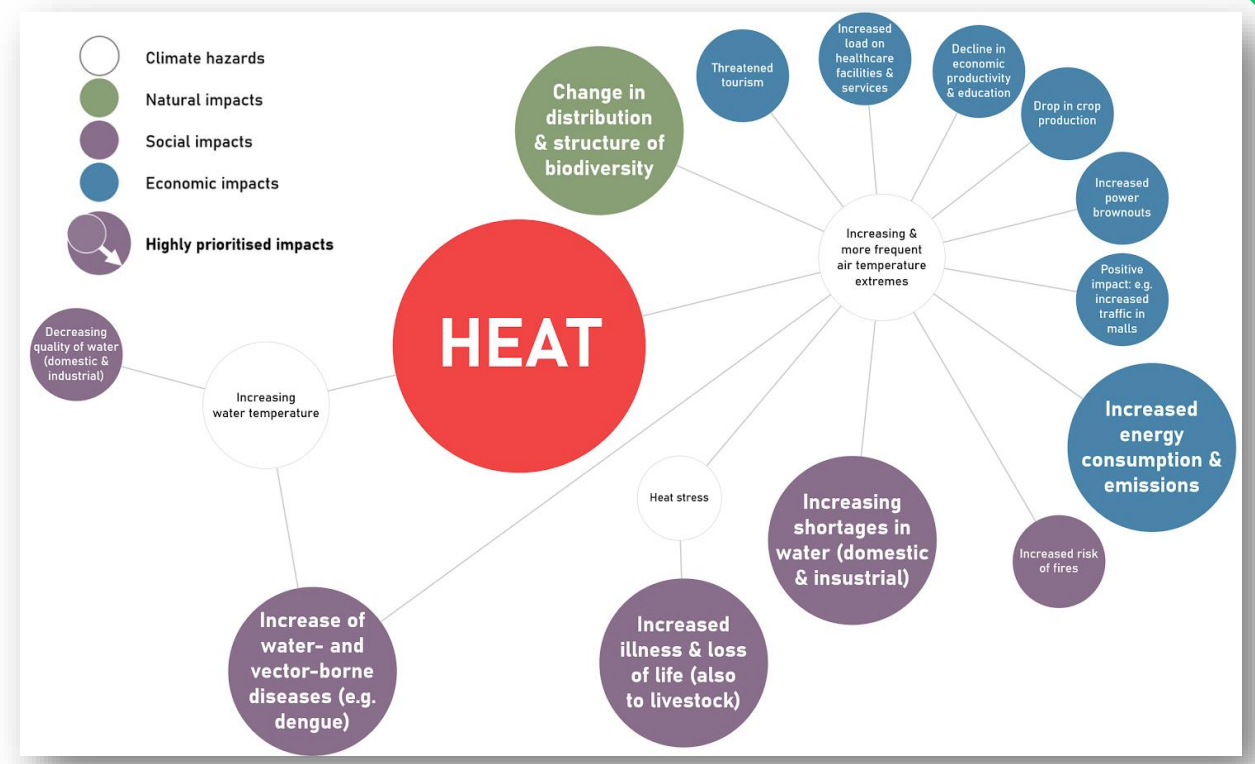 Climate hazards
Natural impacts
Social impacts
Economic impacts
Highly prioritised impacts
Change in
distribution
& structure of
biodiversity
Threatened
tourism
Increased
load on
healthcare
facilities &
services
Decline in
economic
productivity
& education
Drop in crop
production
Increased
power
brownouts
Positive
impact: e.g.
increased
traffic in
malls
Increasing &
more frequent
air temperature
extremes
HEAT
Decreasing
quality of water
(domestic &
industrial)
Increasing
water temperature
Increased
energy
consumption &
emissions
Heat stress
Increasing
shortages in
water (domestic
& insustrial)
Increased risk
of fires
Increase of
water- and
vector-borne
diseases (e.g.
dengue)
Increased
illness & loss
of life (also
to livestock)